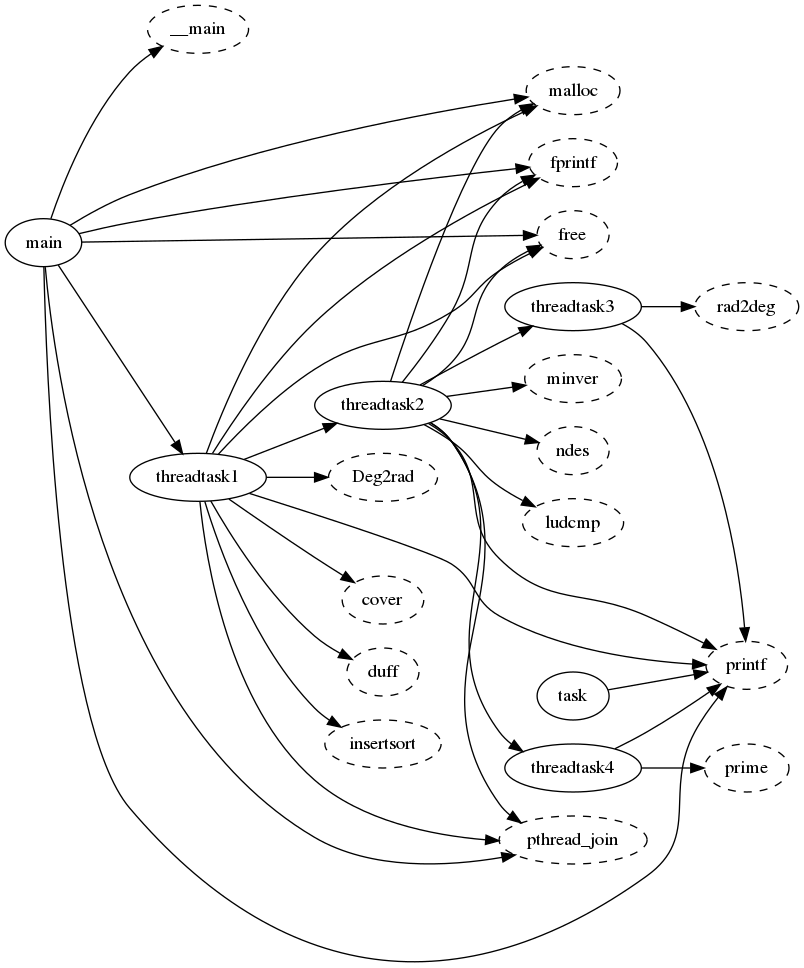 __main
malloc
fprintf
main
free
threadtask3
rad2deg
minver
threadtask2
ndes
threadtask1
Deg2rad
ludcmp
cover
printf
duff
task
insertsort
threadtask4
prime
pthread_join